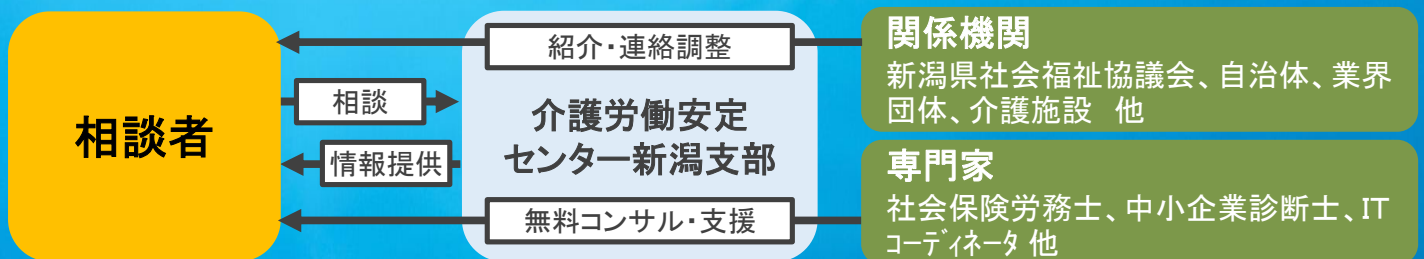 相談者
紹介・連絡調整
相談
情報提供
無料コンサル・支援
介護労働安定
センター新潟支部
関係機関
新潟県社会福祉協議会、自治体、業界
団体、介護施設　他
専門家
社会保険労務士、中小企業診断士、IT
ｺｰﾃﾞｨﾈｰﾀ 他